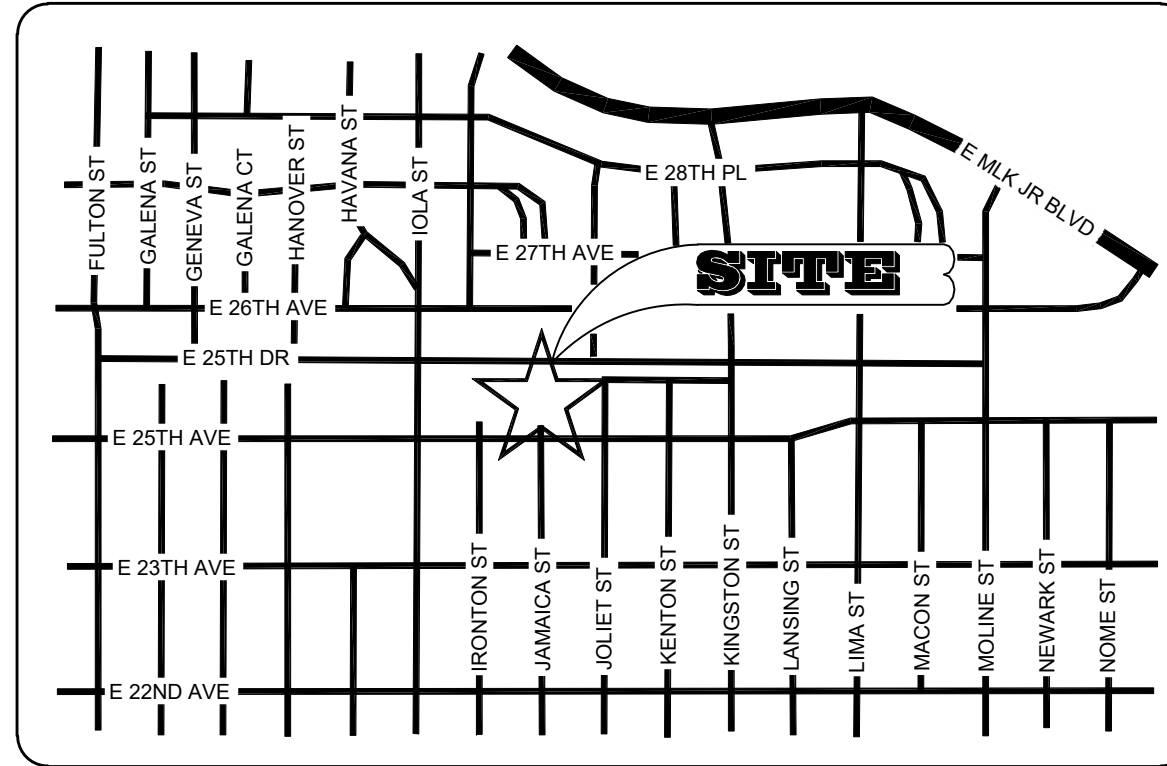 FULTON ST
GALENA ST
GENEVA ST
GALENA CT
HANOVER ST
HAVANA ST
IOLA ST
E 28TH PL
E MLK JR BLVD
E 27TH AVE
SITE
E 26TH AVE
E 25TH DR
E 25TH AVE
E 23TH AVE
IRONTON ST
JAMAICA ST
JOLIET ST
KENTON ST
KINGSTON ST
LANSING ST
LIMA ST
MACON ST
MOLINE ST
NEWARK ST
NOME ST
E 22ND AVE